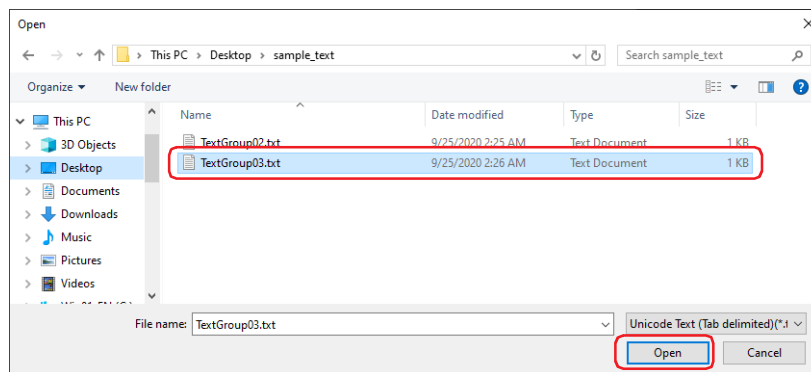 Open
This PC > Desktop > sample_text
Search sample_text
Organize
New folder
Name
Date modified
Type
Size
This PC
3D Objects
Desktop
Documents
Downloads
Music
Pictures
Videos
TextGroup02.txt 9/25/2020 2:25 AM Text Document 1 KB
TextGroup03.txt 9/25/2020 2:26 AM Text Document 1 KB
File name: TextGroup03.txt
Unicode Text (Tab delimited)(*.t
Open
Cancel